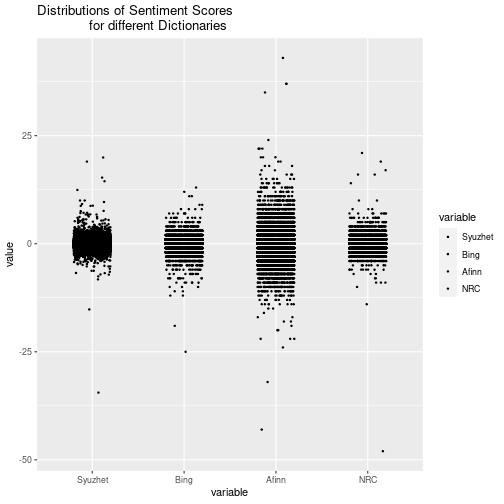 Distributions of Sentiment Scores
for different Dictionaries
value
25
0
-25
-50
Syuzhet
Bing
Afinn
NRC
variable
variable
Syuzhet
Bing
Afinn
NRC